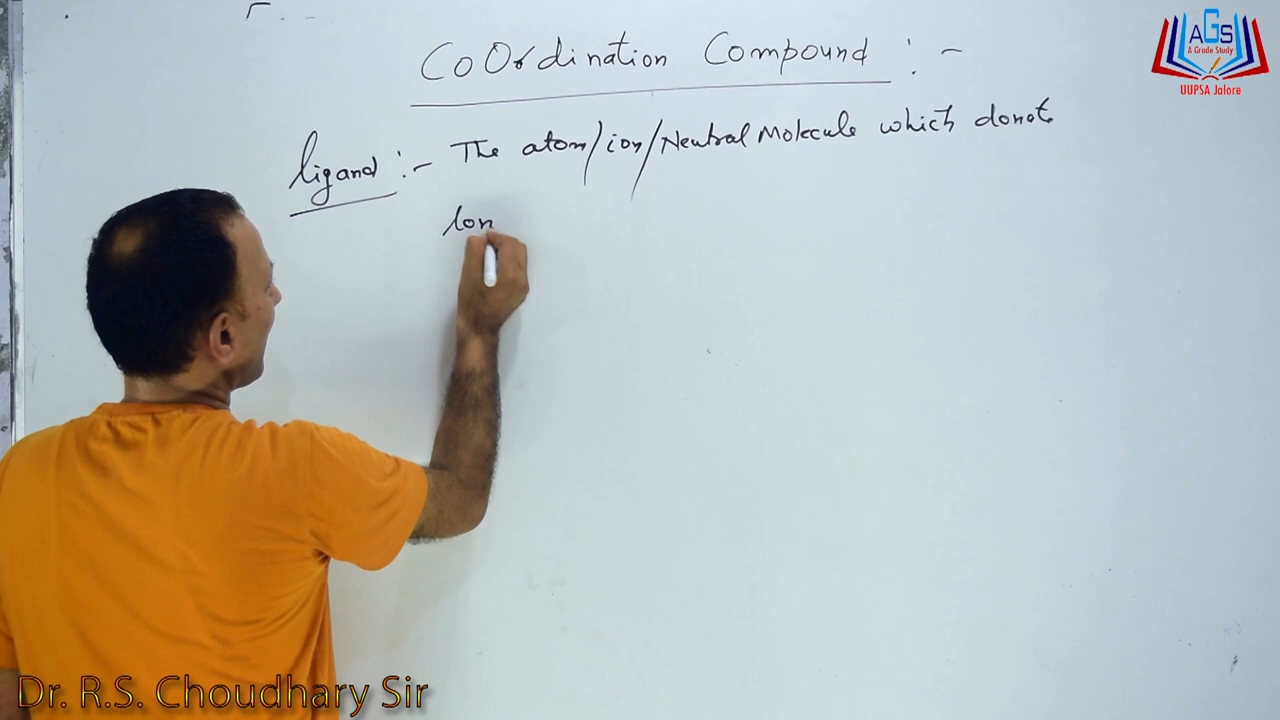 CoOrdination Compound :-
Ligand :- The atom/ion/Neutral Molecule which donate
lon
AGS
A Grade Study
UUPSA Jalore
Dr. R.S. Choudhary Sir